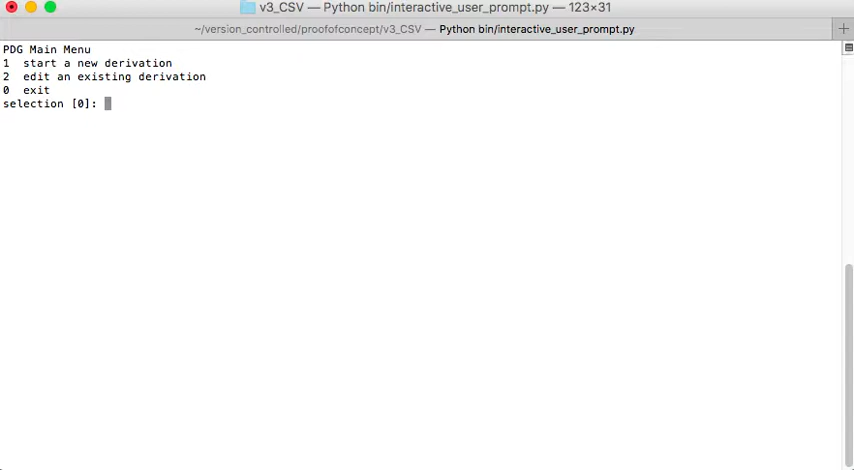 v3_CSV — Python bin/interactive_user_prompt.py — 123×31
~/version_controlled/proofofconcept/v3_CSV — Python bin/interactive_user_prompt.py
PDG Main Menu
1  start a new derivation
2  edit an existing derivation
0  exit
selection [0]: